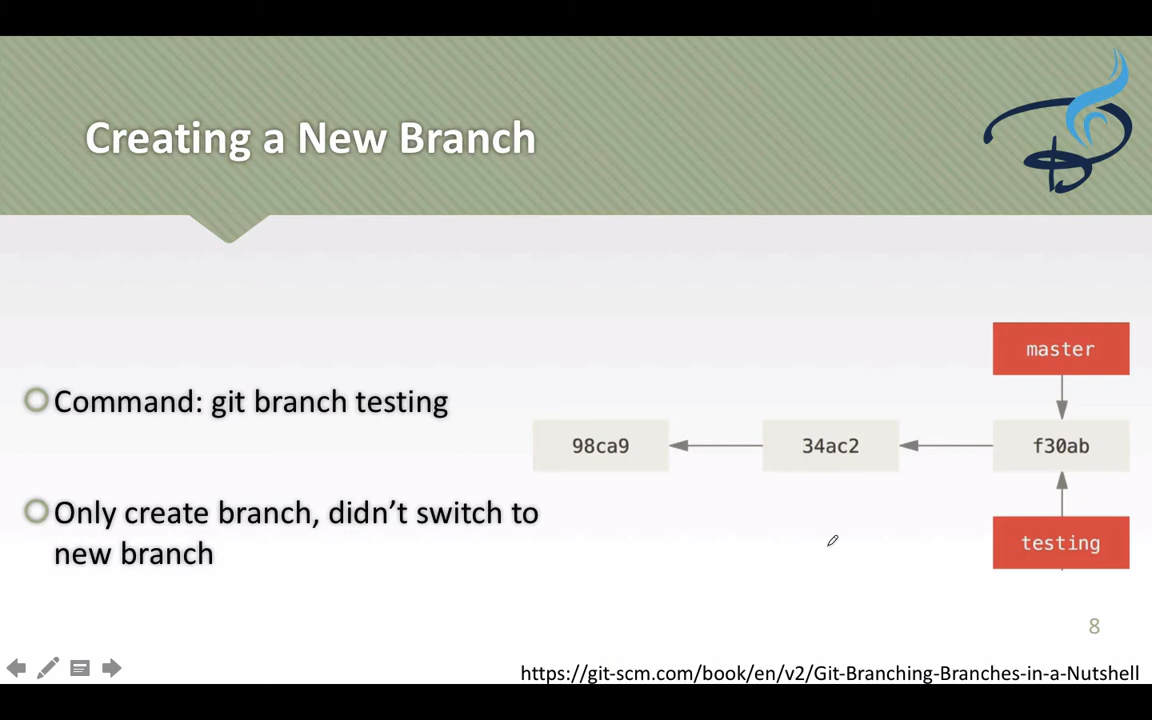 Creating a New Branch
master
Command: git branch testing
98ca9
34ac2
f30ab
Only create branch, didn’t switch to
new branch
testing
8
https://git-scm.com/book/en/v2/Git-Branching-Branches-in-a-Nutshell